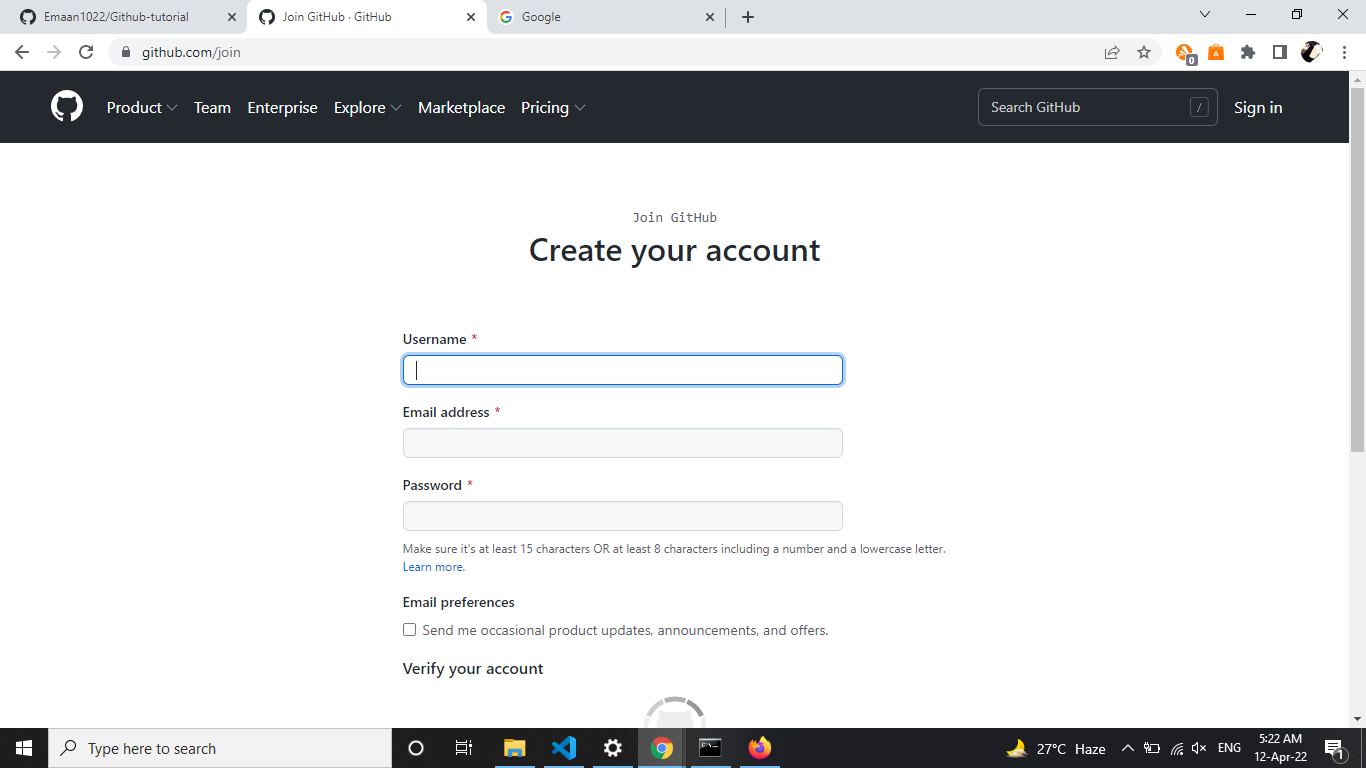 Emaan1022/Github-tutorial
Join GitHub · GitHub
Google
github.com/join
0
A
Product
Team
Enterprise
Explore
Marketplace
Pricing
Search GitHub
/
Sign in
Join GitHub
Create your account
Username *
Email address *
Password *
Make sure it's at least 15 characters OR at least 8 characters including a number and a lowercase letter.
Learn more.
Email preferences
Send me occasional product updates, announcements, and offers.
Verify your account
Type here to search
27°C Haze
ENG
5:22 AM
12-Apr-22
1